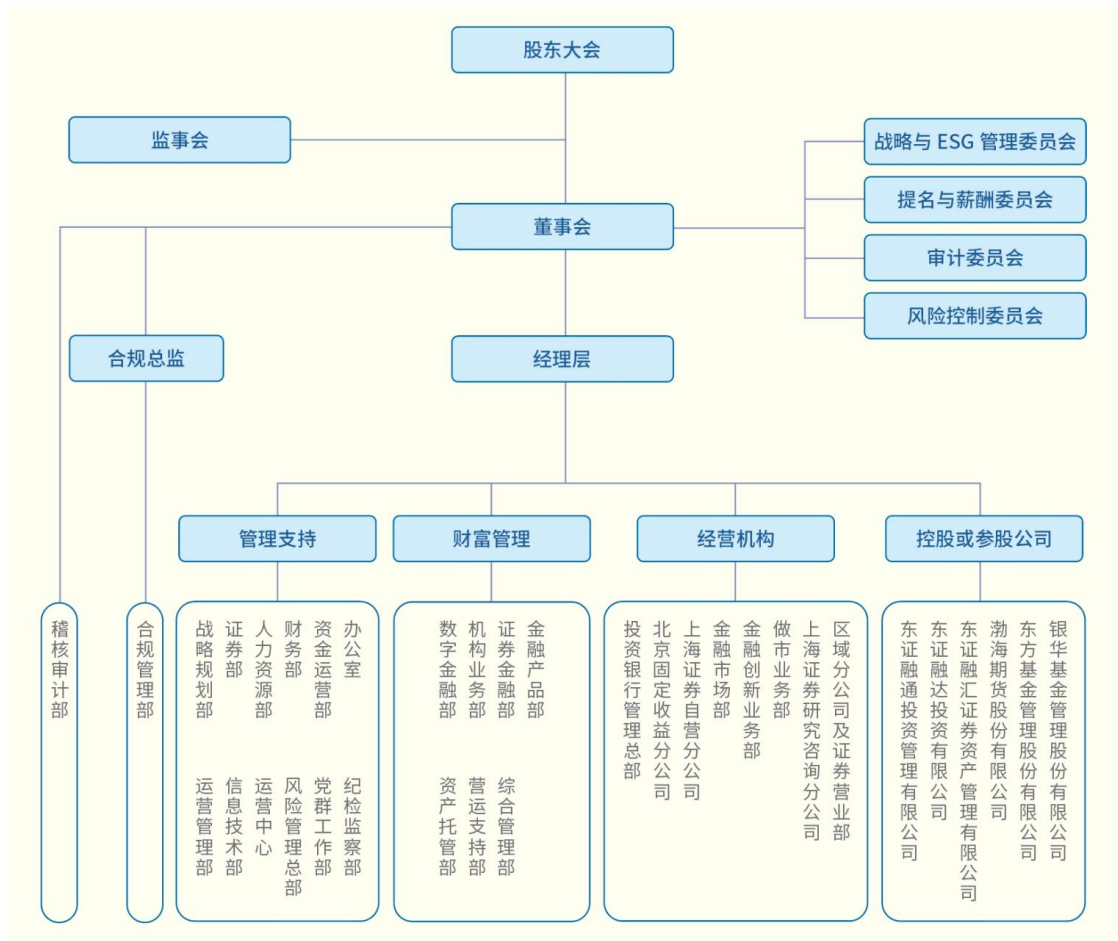 股东大会
监事会
战略与 ESG 管理委员会
提名与薪酬委员会
董事会
审计委员会
风险控制委员会
合规总监
经理层
管理支持
财富管理
经营机构
控股或参股公司
稽核审计部
合规管理部
战略规划部
证券部
人力资源部
财务部
资金运营部
办公室
运营管理部
信息技术部
运营中心
风险管理总部
党群工作部
纪检监察部
数字金融部
机构业务部
证券金融部
金融产品部
资产托管部
营运支持部
综合管理部
投资银行管理总部
北京固定收益分公司
上海证券自营分公司
金融市场部
金融创新业务部
做市业务部
上海证券研究咨询分公司
区域分公司及证券营业部
东证融通投资管理有限公司
东证融达投资有限公司
东证融汇证券资产管理有限公司
渤海期货股份有限公司
东方基金管理股份有限公司
银华基金管理股份有限公司